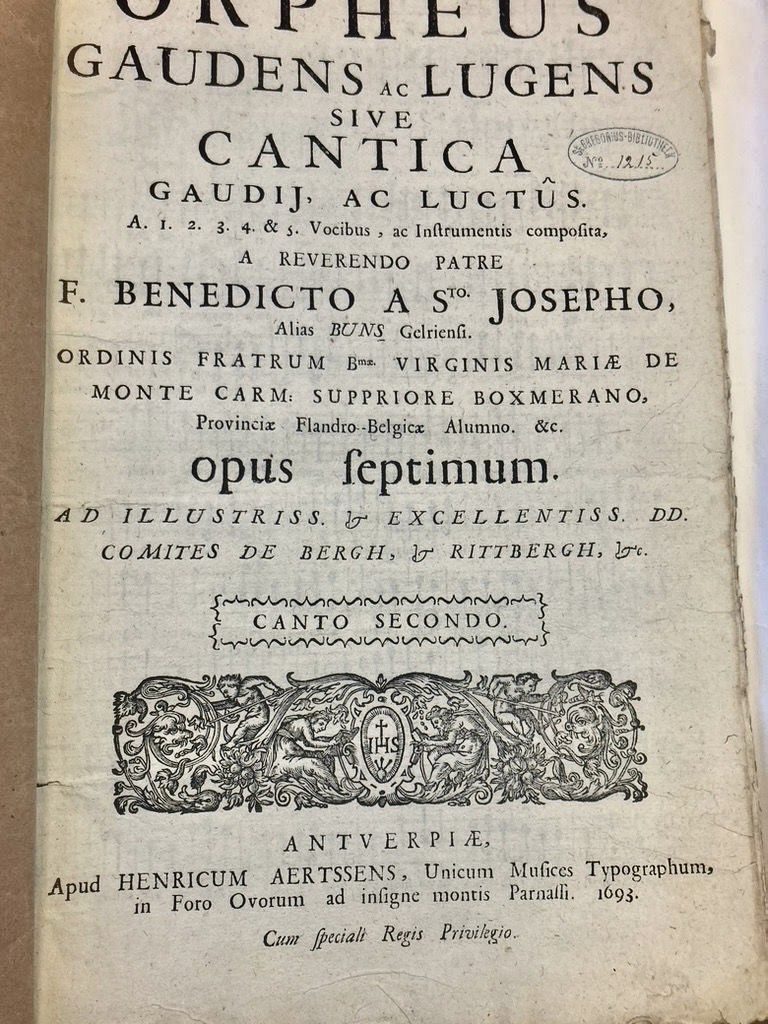 ORPHEUS
GAUDENS AC LUGENS
SIVE
CANTICA
St. GREGORIUS-BIBLIOTHEEK
No. 1215.
GAUDIJ, AC LUCTÛS.
A. 1. 2. 3. 4. & 5. Vocibus, ac Inſtrumentis compoſita,
A REVERENDO PATRE
F. BENEDICTO A STO. JOSEPHO,
Alias BUNS Gelrienſi.
ORDINIS FRATRUM Bmæ. VIRGINIS MARIÆ DE
MONTE CARM: SUPPRIORE BOXMERANO,
Provinciæ Flandro-Belgicæ Alumno. &c.
opus ſeptimum.
AD ILLUSTRISS. & EXCELLENTISS. DD.
COMITES DE BERGH, & RITTBERGH, &c.
CANTO SECONDO.
IHS
ANTVERPIÆ,
Apud HENRICUM AERTSSENS, Unicum Muſices Typographum,
in Foro Ovorum ad inſigne montis Parnaſſi. 1693.
Cum ſpeciali Regis Privilegio.